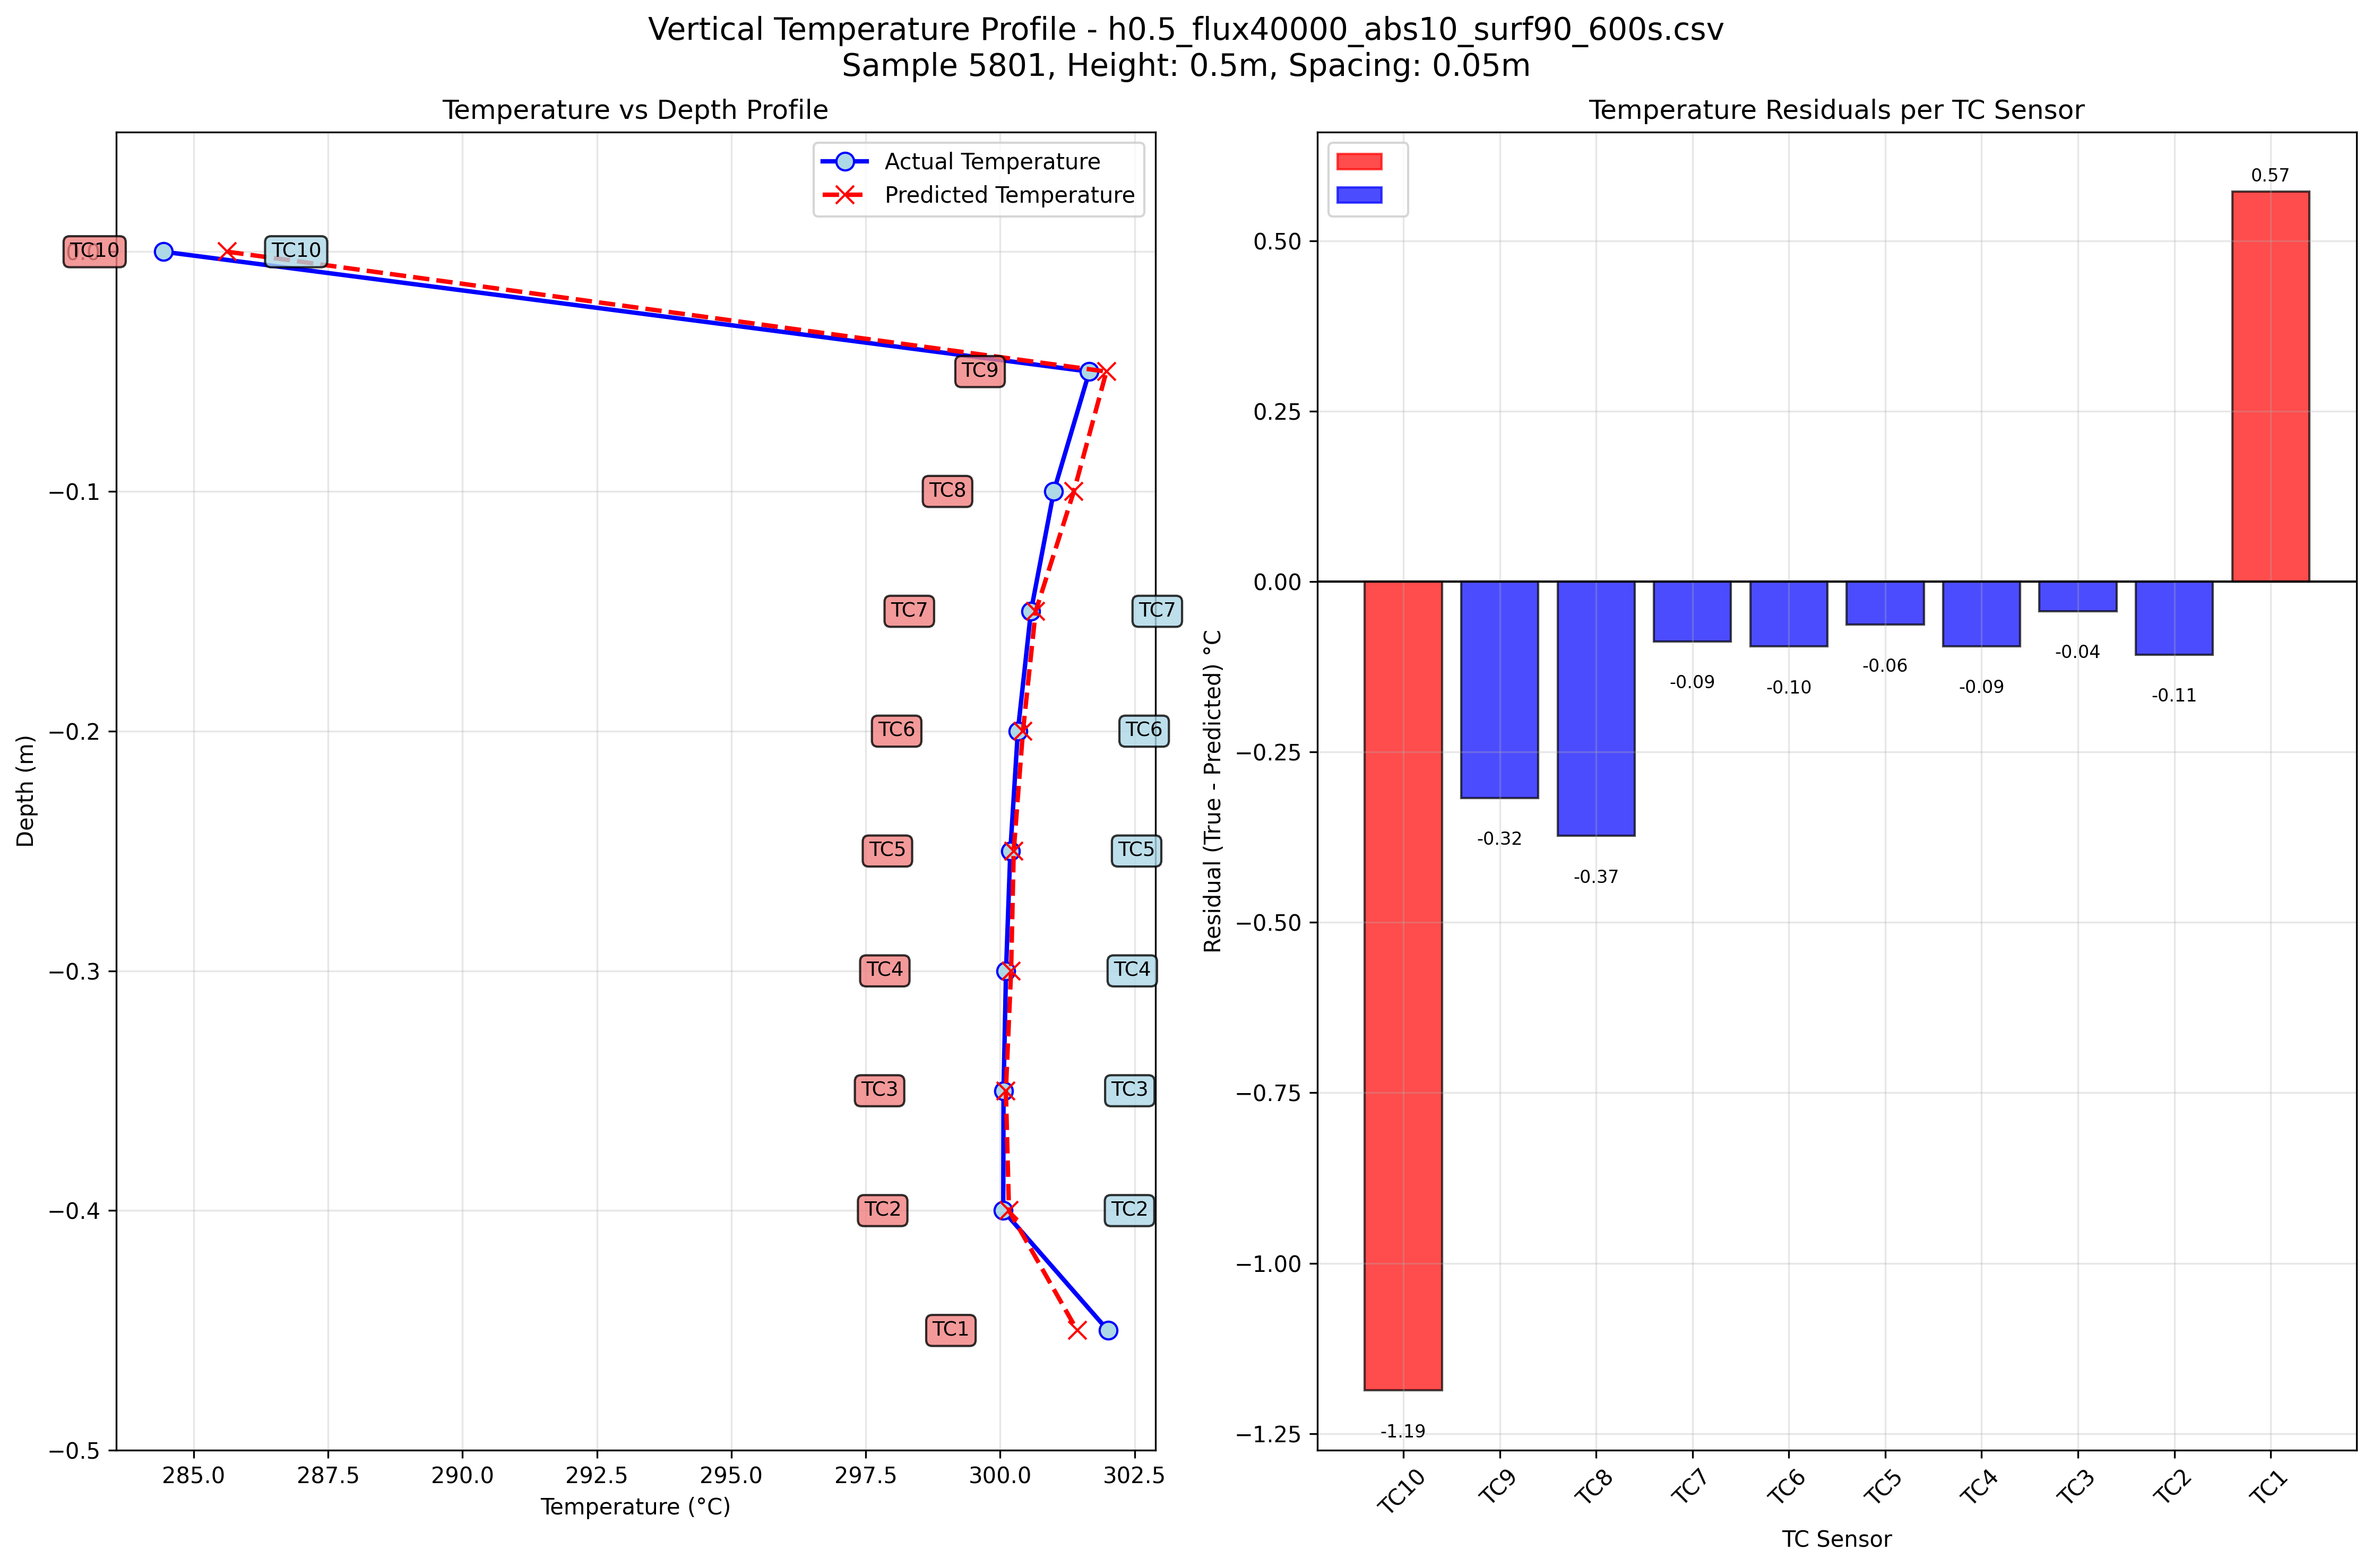 Vertical Temperature Profile - h0.5_flux40000_abs10_surf90_600s.csv
Sample 5801, Height: 0.5m, Spacing: 0.05m
Temperature vs Depth Profile
Actual Temperature
Predicted Temperature
TC10
TC10
TC9
TC8
TC7
TC7
TC6
TC6
TC5
TC5
TC4
TC4
TC3
TC3
TC2
TC2
TC1
−0.1
−0.2
−0.3
−0.4
−0.5
Depth (m)
285.0 287.5 290.0 292.5 295.0 297.5 300.0 302.5
Temperature (°C)
Temperature Residuals per TC Sensor
0.50
0.25
0.00
−0.25
−0.50
−0.75
−1.00
−1.25
Residual (True - Predicted) °C
-1.19
-0.32
-0.37
-0.09
-0.10
-0.06
-0.09
-0.04
-0.11
0.57
TC10 TC9 TC8 TC7 TC6 TC5 TC4 TC3 TC2 TC1
TC Sensor